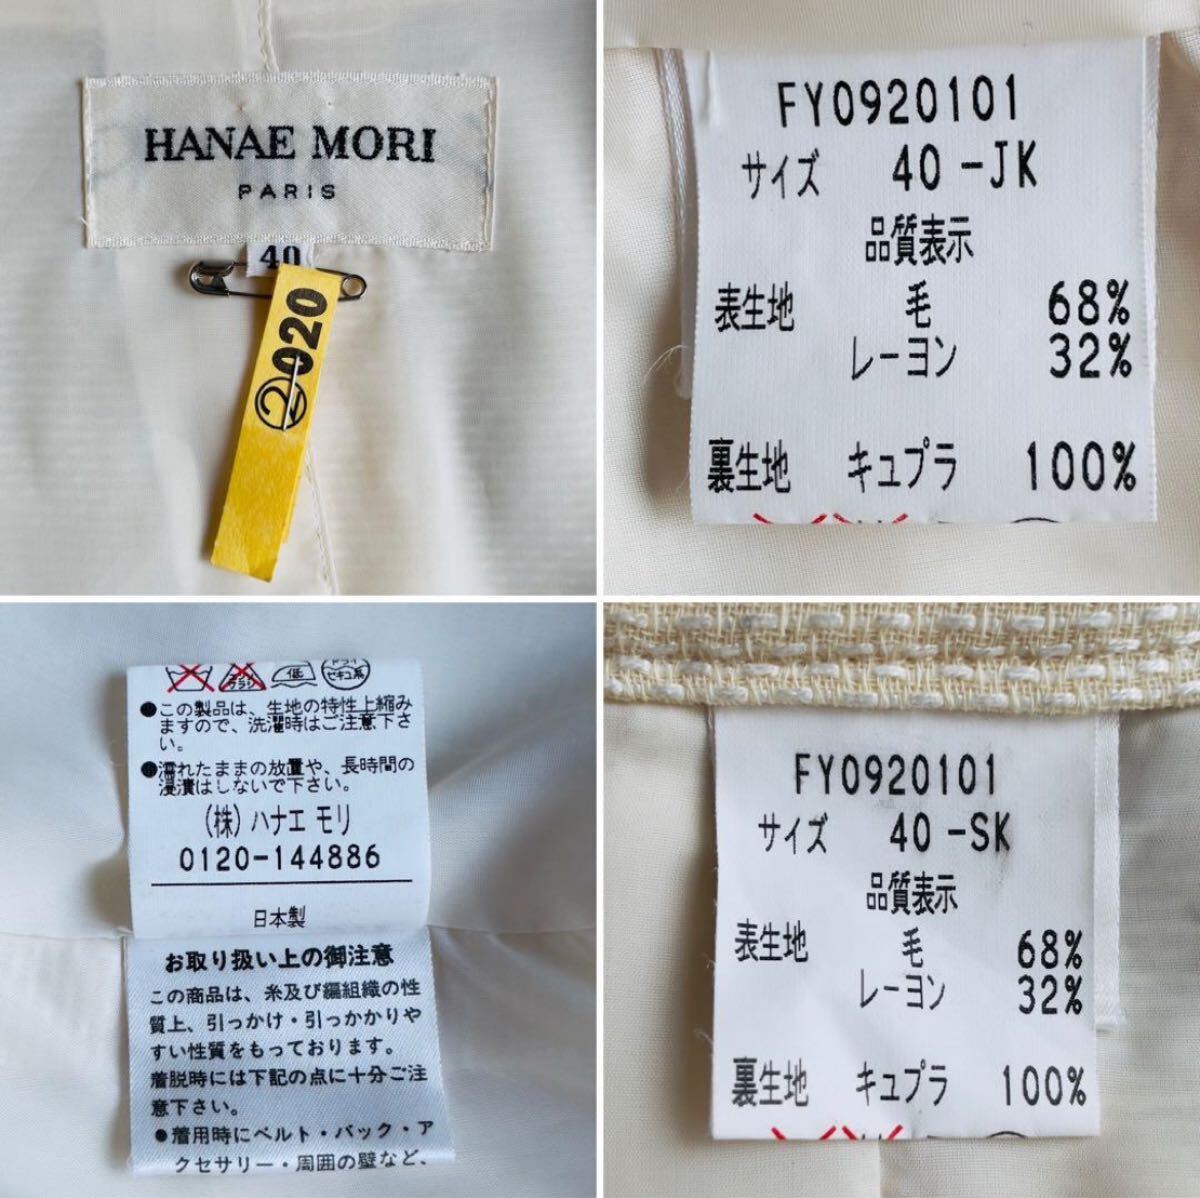 HANAE MORI
PARIS
40
②020
FY0920101
サイズ 40-JK
品質表示
表生地 毛 68%
レーヨン 32%
裏生地 キュプラ 100%
低
ドライ
セキユ系
●この製品は、生地の特性上縮み
ますので、洗濯時はご注意下さ
い。
●濡れたままの放置や、長時間の
浸漬はしないで下さい。
(株)ハナエ モリ
0120-144886
日本製
お取り扱い上の御注意
この商品は、糸及び編組織の性
質上、引っかけ・引っかかりや
すい性質をもっております。
着脱時には下記の点に十分ご注
意下さい。
●着用時にベルト・バック・ア
クセサリー・周囲の壁など、
FY0920101
サイズ 40-SK
品質表示
表生地 毛 68%
レーヨン 32%
裏生地 キュプラ 100%